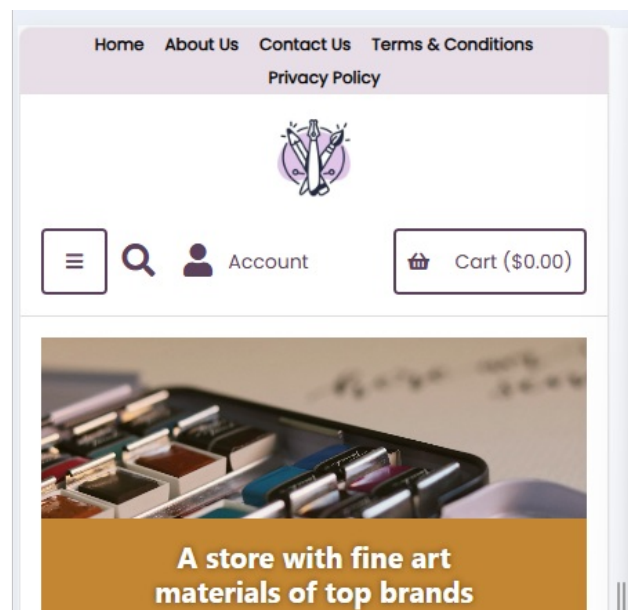 Home About Us Contact Us Terms & Conditions
Privacy Policy
Account
Cart ($0.00)
A store with fine art
materials of top brands